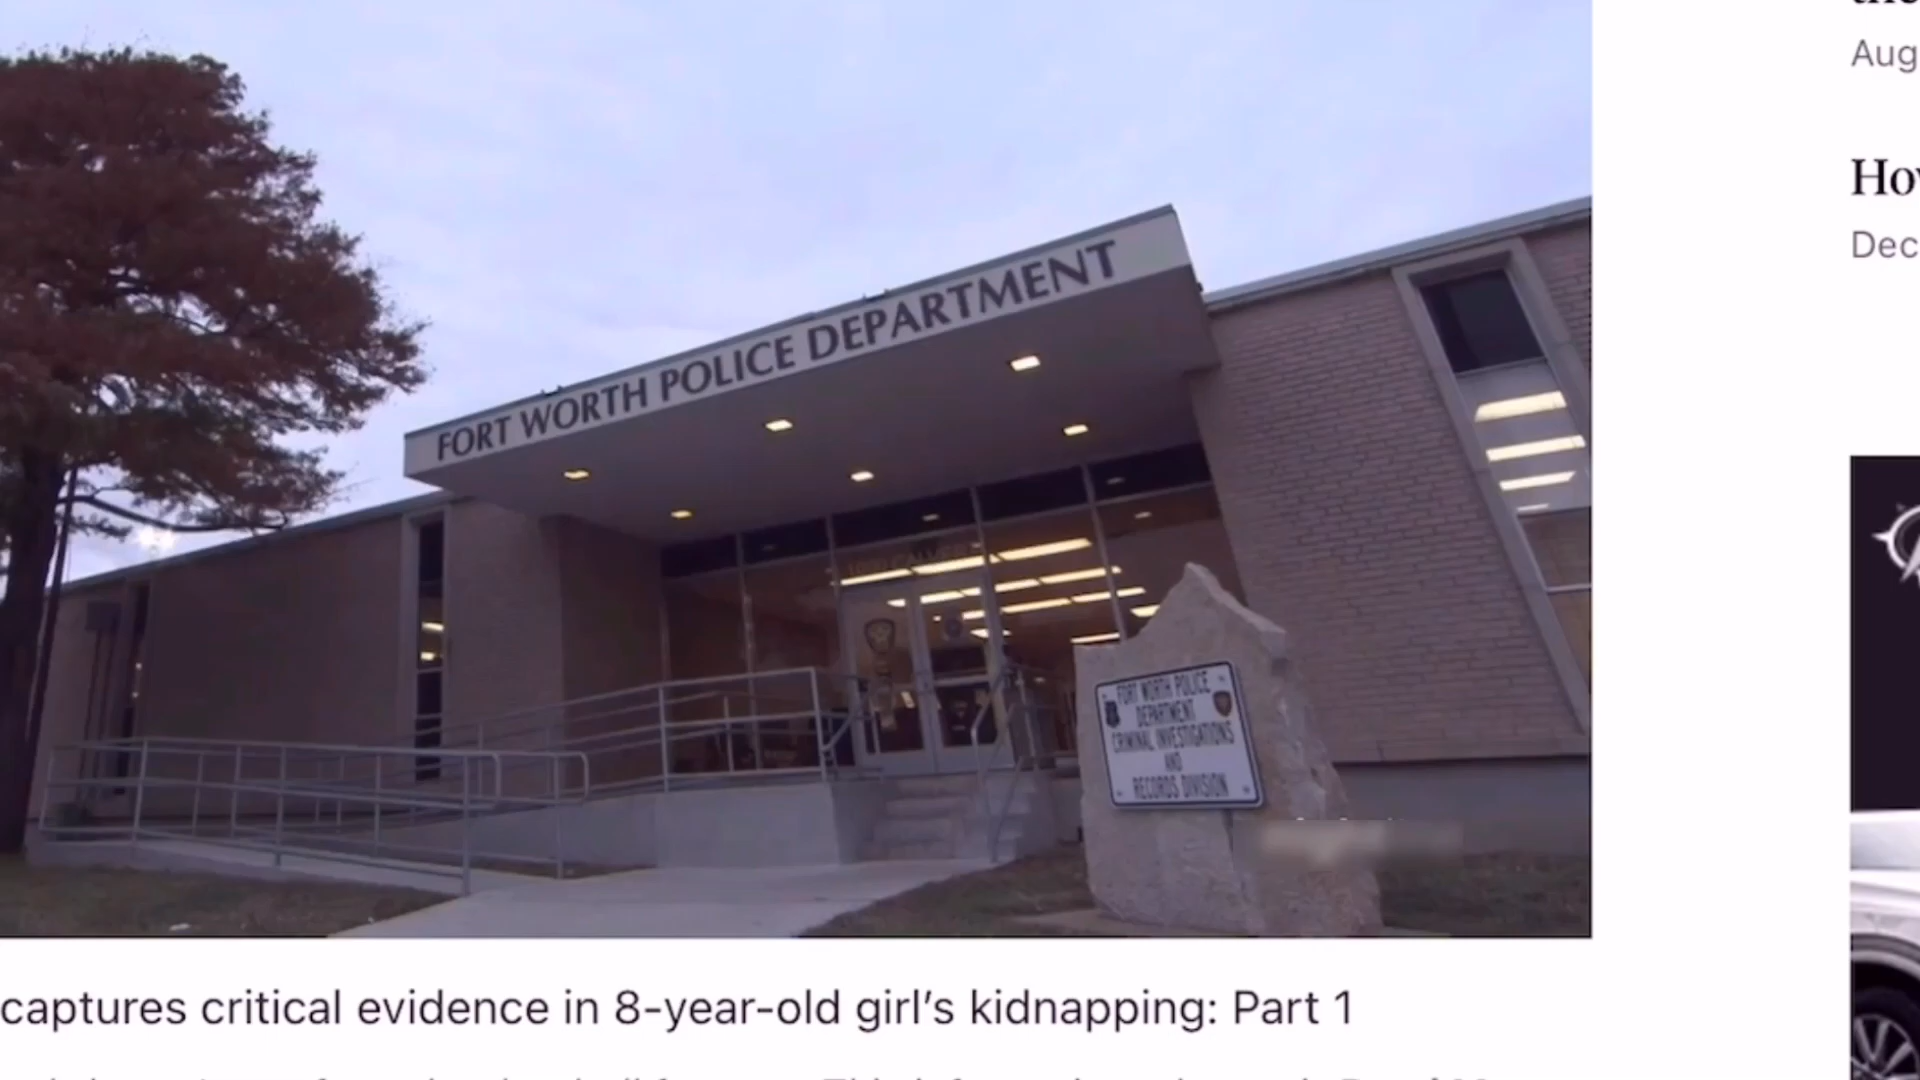 Aug
Hov
Dec
FORT WORTH POLICE DEPARTMENT
FORT WORTH POLICE
DEPARTMENT
CRIMINAL INVESTIGATIONS
AND
RECORDS DIVISION
captures critical evidence in 8-year-old girl's kidnapping: Part 1